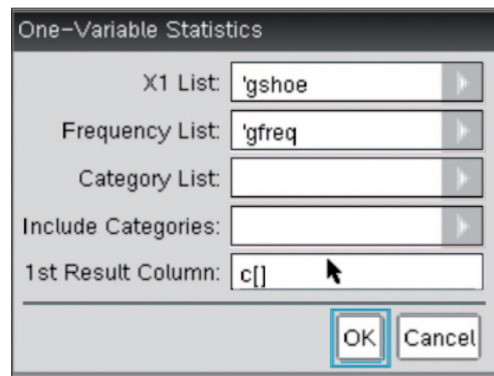 One-Variable Statistics
X1 List: 'gshoe
Frequency List: 'gfreq
Category List:
Include Categories:
1st Result Column: c[]
OK Cancel